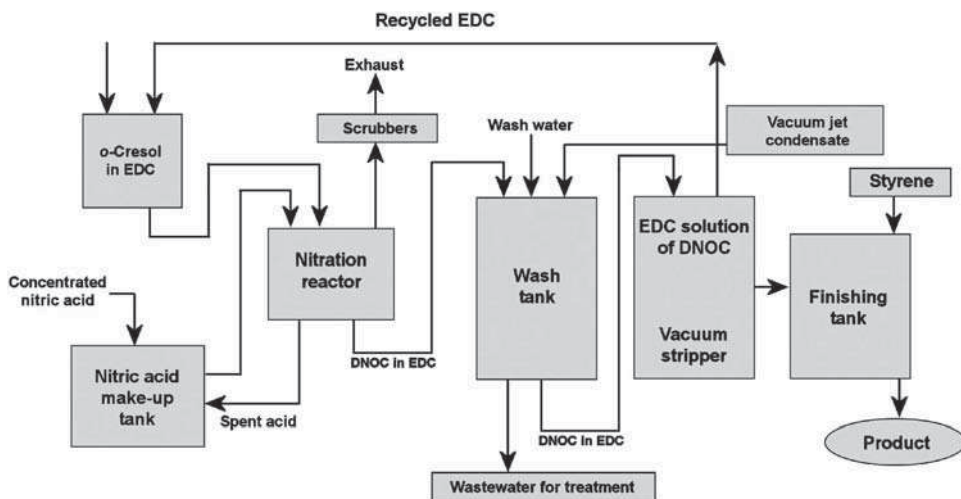 Recycled EDC
Exhaust
Scrubbers
Wash water
Vacuum jet
condensate
o-Cresol
in EDC
Styrene
EDC solution
of DNOC
Nitration
reactor
Wash
tank
Finishing
tank
Concentrated
nitric acid
Vacuum
stripper
DNOC in EDC
Nitric acid
make-up
tank
Spent acid
DNOC in EDC
Product
Wastewater for treatment